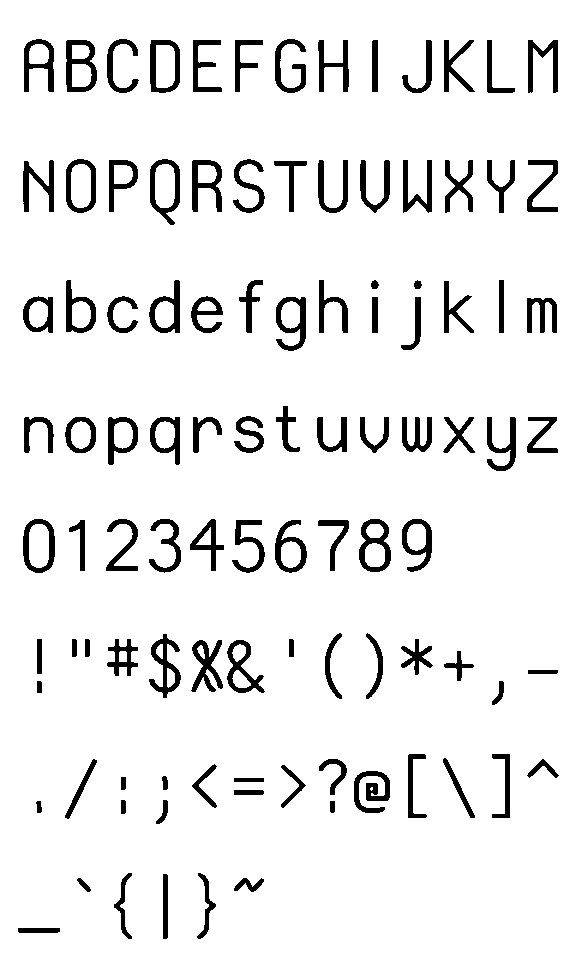 ABCDEFGHIJKLM
NOPQRSTUVWXYZ
abcdefghijklm
nopqrstuvwxyz
0123456789
!"#$%&'()*+,-
./:;<=>?@[\]^
_`{|}~